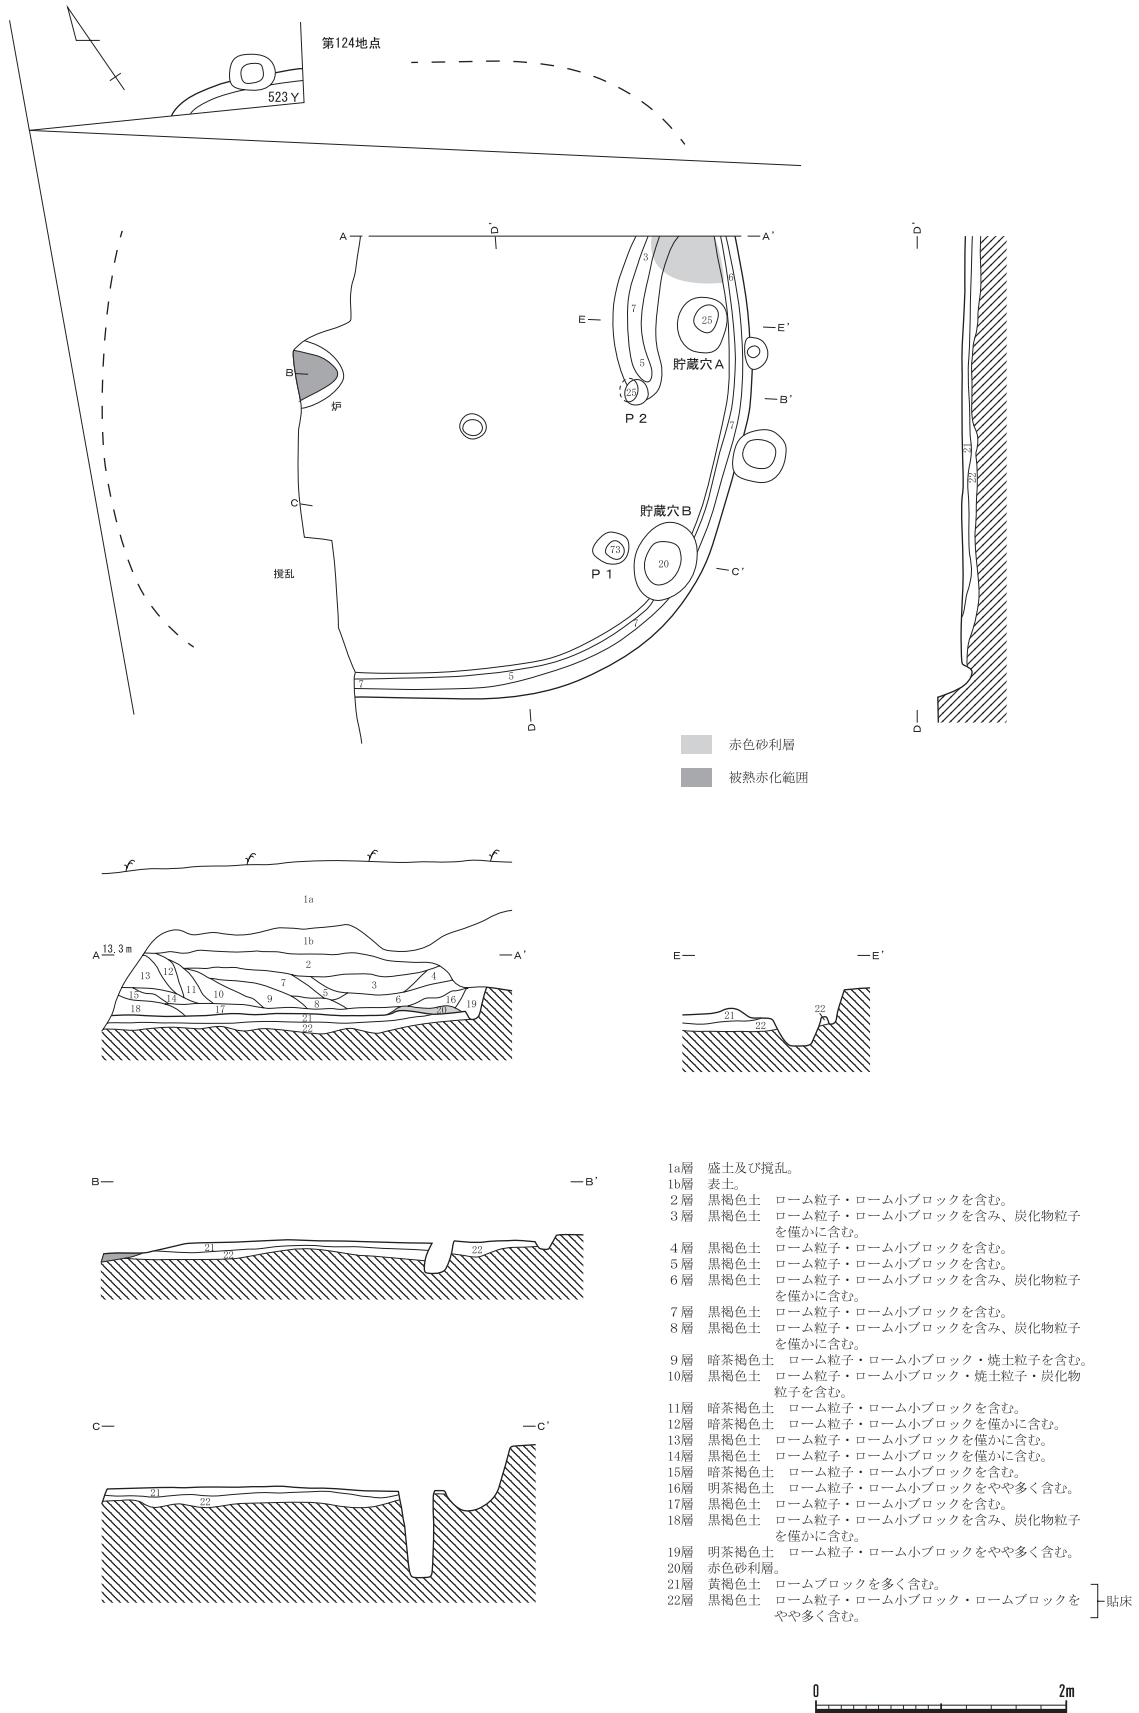 第124地点
523Y
A
D'
A'
3
6
7
E
25
E'
5
貯蔵穴A
B
25
B'
炉
P2
7
C
貯蔵穴B
73
20
C'
撹乱
P1
7
5
7
D
D'
21
22
D
赤色砂利層
被熱赤化範囲
1a
1b
A 13.3m
A'
2
13
12
7
3
4
11
10
5
15
14
9
8
6
16
19
18
17
20
21
22
E
E'
21
22
22
B
B'
21
22
22
C
C'
21
22
1a層 盛土及び撹乱。
1b層 表土。
2層 黒褐色土 ローム粒子・ローム小ブロックを含む。
3層 黒褐色土 ローム粒子・ローム小ブロックを含み、炭化物粒子
を僅かに含む。
4層 黒褐色土 ローム粒子・ローム小ブロックを含む。
5層 黒褐色土 ローム粒子・ローム小ブロックを含む。
6層 黒褐色土 ローム粒子・ローム小ブロックを含み、炭化物粒子
を僅かに含む。
7層 黒褐色土 ローム粒子・ローム小ブロックを含む。
8層 黒褐色土 ローム粒子・ローム小ブロックを含み、炭化物粒子
を僅かに含む。
9層 暗茶褐色土 ローム粒子・ローム小ブロック・焼土粒子を含む。
10層 黒褐色土 ローム粒子・ローム小ブロック・焼土粒子・炭化物
粒子を含む。
11層 暗茶褐色土 ローム粒子・ローム小ブロックを含む。
12層 暗茶褐色土 ローム粒子・ローム小ブロックを僅かに含む。
13層 黒褐色土 ローム粒子・ローム小ブロックを僅かに含む。
14層 黒褐色土 ローム粒子・ローム小ブロックを僅かに含む。
15層 暗茶褐色土 ローム粒子・ローム小ブロックを含む。
16層 明茶褐色土 ローム粒子・ローム小ブロックをやや多く含む。
17層 黒褐色土 ローム粒子・ローム小ブロックを含む。
18層 黒褐色土 ローム粒子・ローム小ブロックを含み、炭化物粒子
を僅かに含む。
19層 明茶褐色土 ローム粒子・ローム小ブロックをやや多く含む。
20層 赤色砂利層。
21層 黄褐色土 ロームブロックを多く含む。
22層 黒褐色土 ローム粒子・ローム小ブロック・ロームブロックを
やや多く含む。
貼床
0 2m